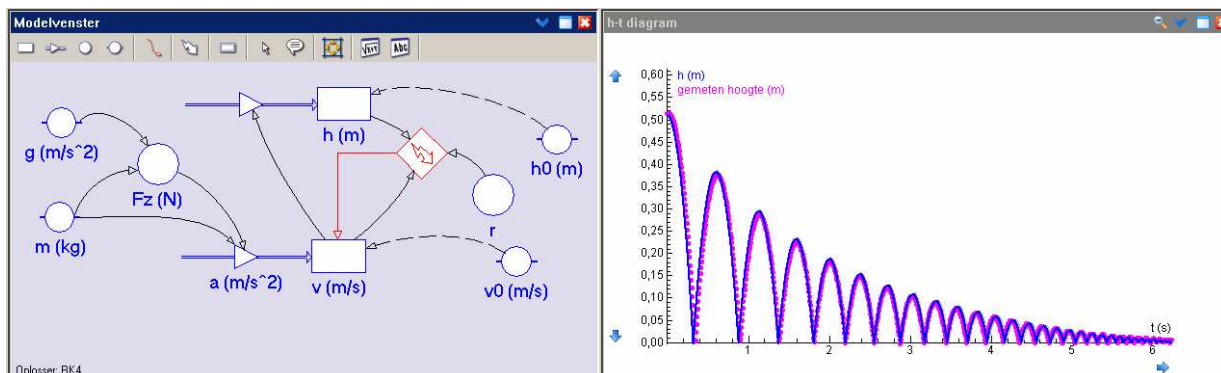 Modelvenster
h-t diagram
√x+y
Abc
g (m/s^2)
Fz (N)
m (kg)
a (m/s^2)
h (m)
v (m/s)
h0 (m)
r
v0 (m/s)
Oplosser: RK4
h (m)
gemeten hoogte (m)
0,60
0,55
0,50
0,45
0,40
0,35
0,30
0,25
0,20
0,15
0,10
0,05
0,00
t (s)
1 2 3 4 5 6